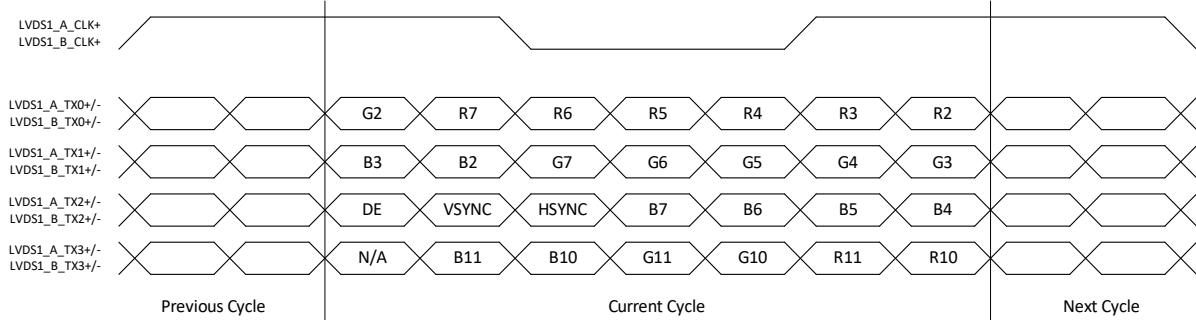 LVDS1_A_CLK+
LVDS1_B_CLK+
LVDS1_A_TX0+/-
LVDS1_B_TX0+/-
G2 R7 R6 R5 R4 R3 R2
LVDS1_A_TX1+/-
LVDS1_B_TX1+/-
B3 B2 G7 G6 G5 G4 G3
LVDS1_A_TX2+/-
LVDS1_B_TX2+/-
DE VSYNC HSYNC B7 B6 B5 B4
LVDS1_A_TX3+/-
LVDS1_B_TX3+/-
N/A B11 B10 G11 G10 R11 R10
Previous Cycle Current Cycle Next Cycle